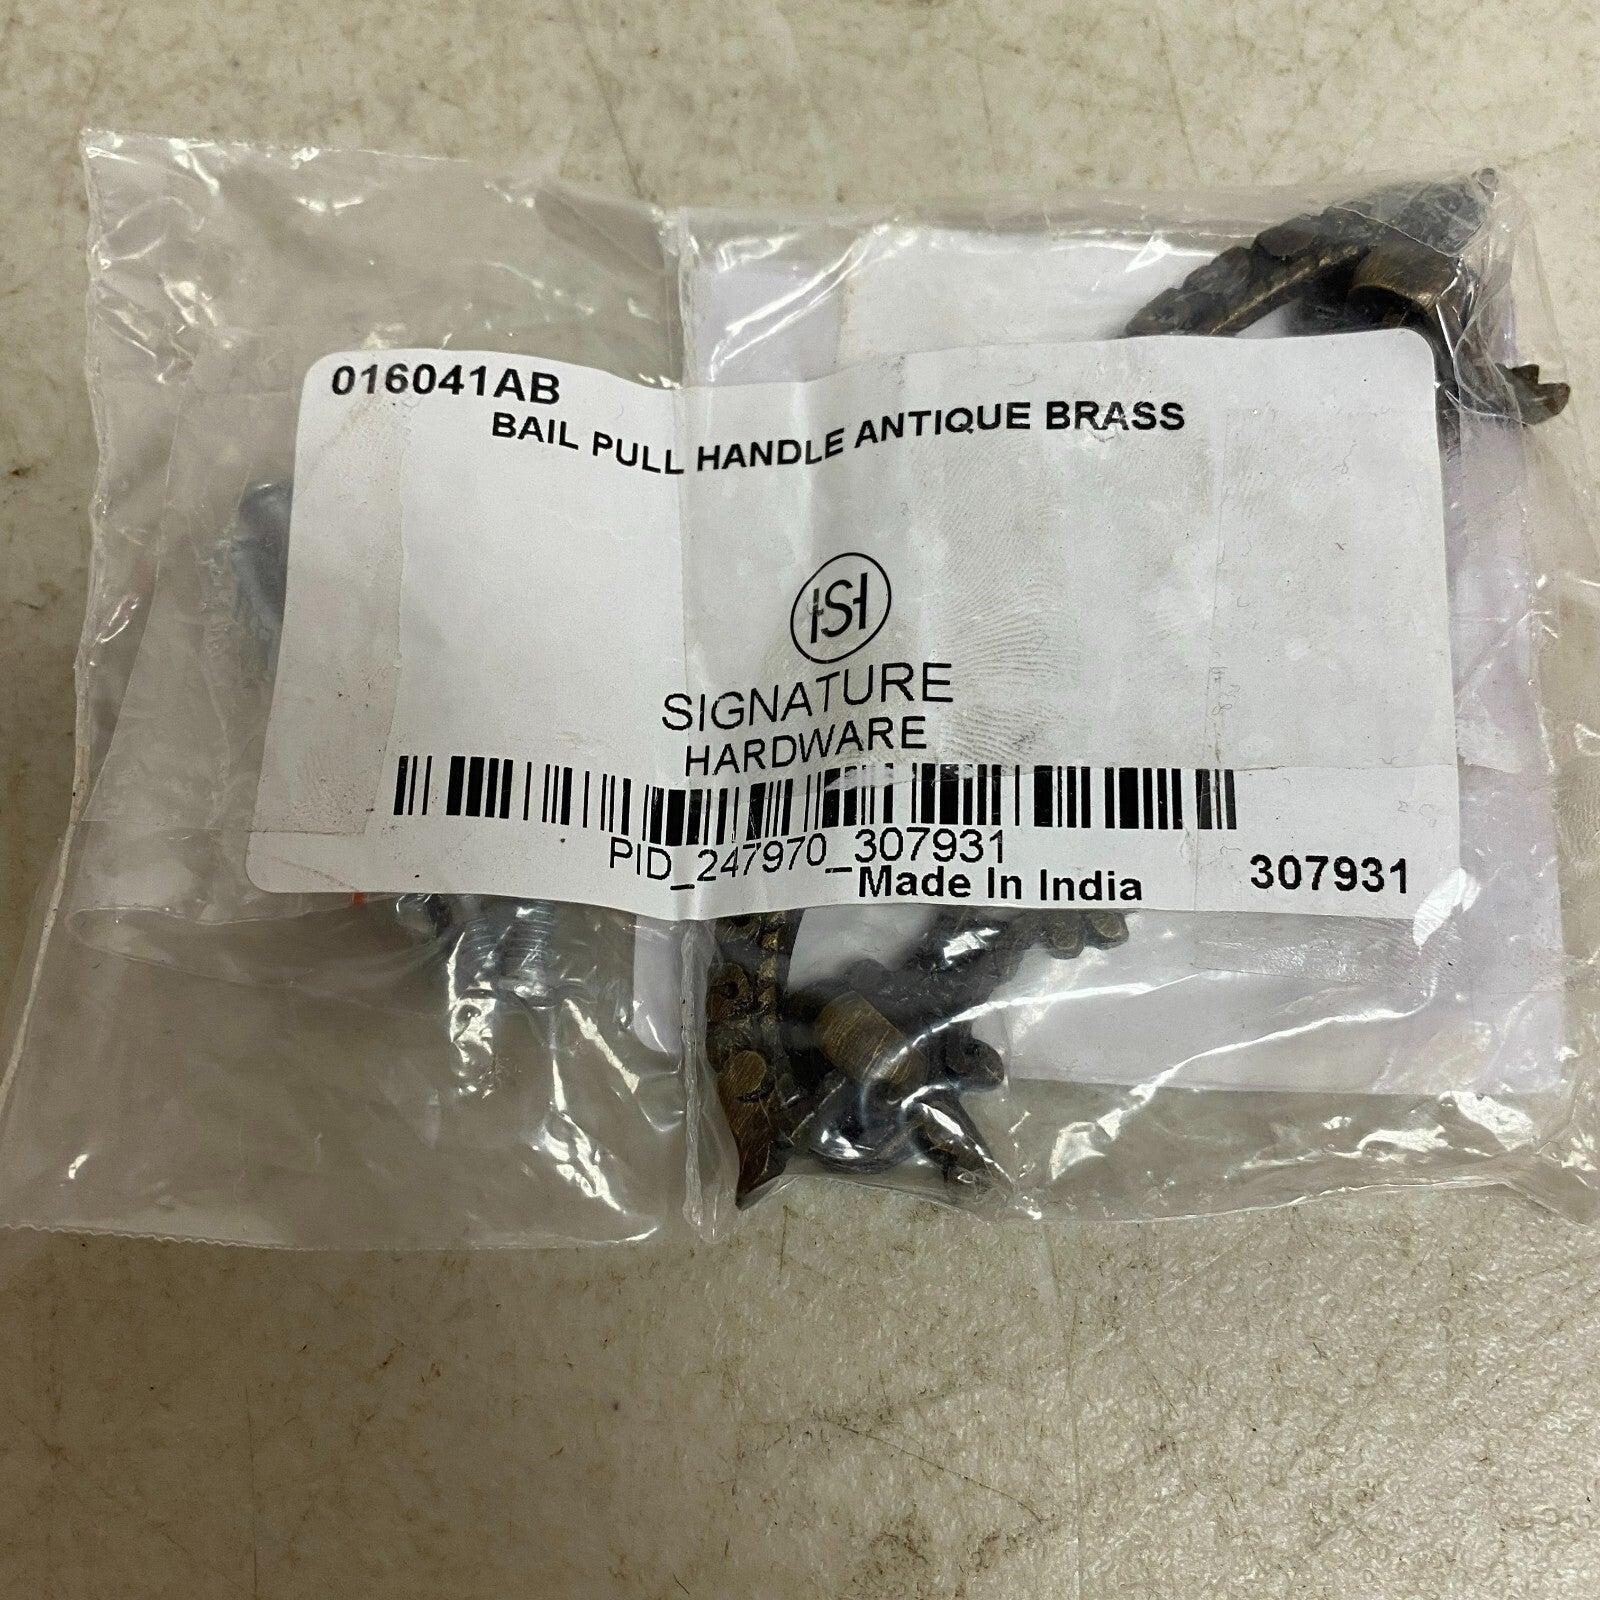 016041AB
BAIL PULL HANDLE ANTIQUE BRASS
SH
SIGNATURE
HARDWARE
PID_247970_307931
Made In India
307931